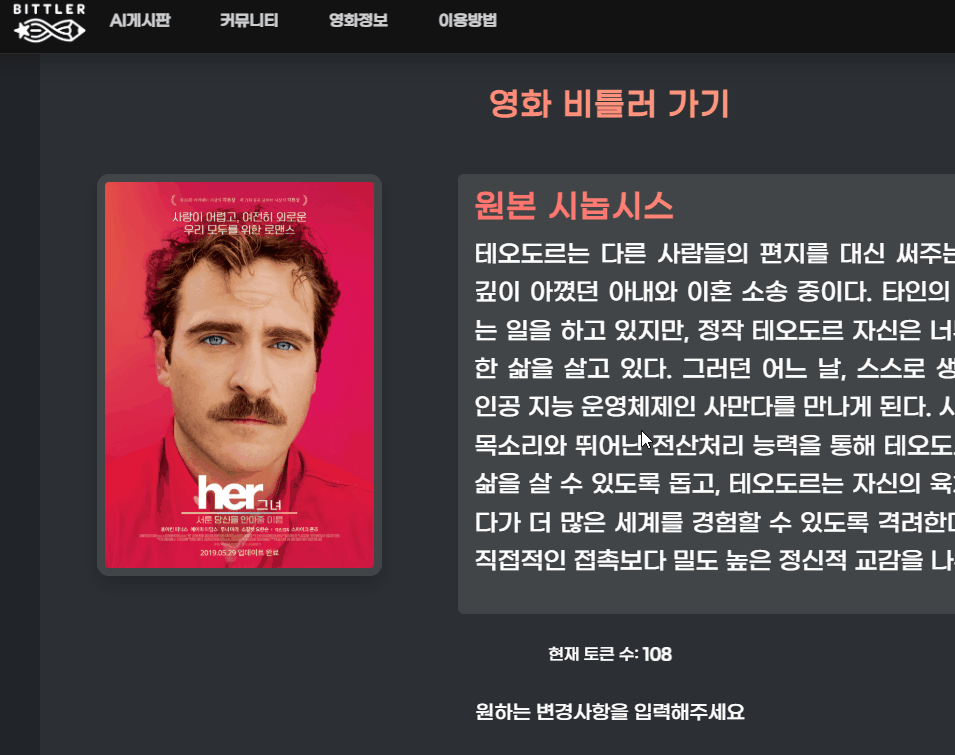 BITTLER
AI게시판 커뮤니티 영화정보 이용방법
영화 비틀러 가기
사랑이 어렵고, 여전히 외로운
우리 모두를 위한 로맨스
her 그녀
서툰 당신을 안아줄 이름
2019.05.29 업데이트 완료
원본 시놉시스
테오도르는 다른 사람들의 편지를 대신 써주는
깊이 아꼈던 아내와 이혼 소송 중이다. 타인의
는 일을 하고 있지만, 정작 테오도르 자신은
한 삶을 살고 있다. 그러던 어느 날, 스스로
인공 지능 운영체제인 사만다를 만나게 된다.
목소리와 뛰어난 전산처리 능력을 통해
삶을 살 수 있도록 돕고, 테오도르는 자신의
다가 더 많은 세계를 경험할 수 있도록 격려한다
직접적인 접촉보다 밀도 높은 정신적 교감을
현재 토큰 수: 108
원하는 변경사항을 입력해주세요